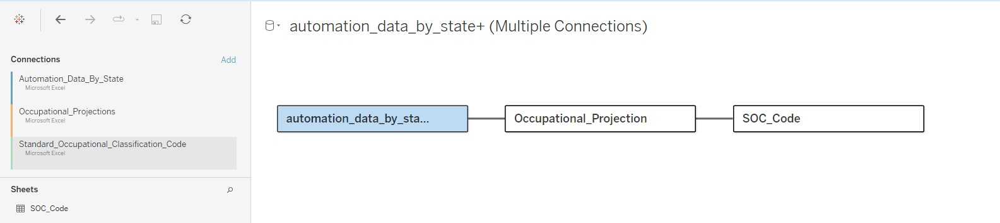 automation_data_by_state+ (Multiple Connections)
Connections Add
Automation_Data_By_State
Microsoft Excel
Occupational_Projections
Microsoft Excel
Standard_Occupational_Classification_Code
Microsoft Excel
Sheets
SOC_Code
automation_data_by_sta...
Occupational_Projection
SOC_Code